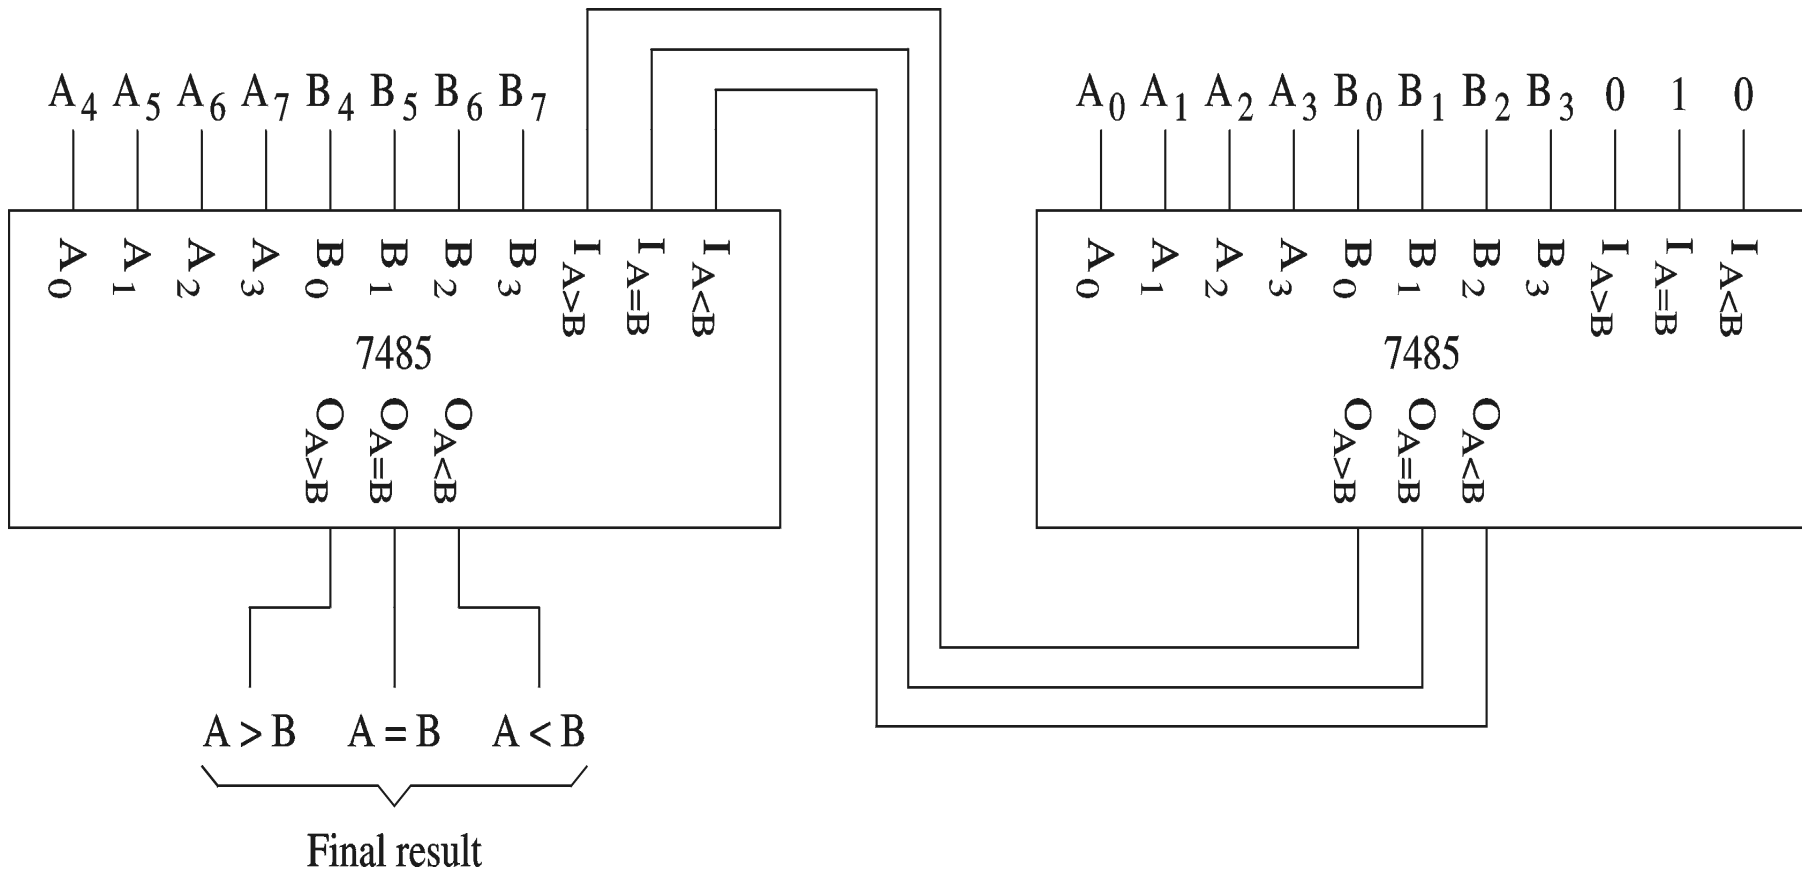 A4 A5 A6 A7 B4 B5 B6 B7
A0 A1 A2 A3 B0 B1 B2 B3 IA>B IA=B IA<B
7485
OA>B OA=B OA<B
A > B A = B A < B
Final result
A0 A1 A2 A3 B0 B1 B2 B3 0 1 0
A0 A1 A2 A3 B0 B1 B2 B3 IA>B IA=B IA<B
7485
OA>B OA=B OA<B